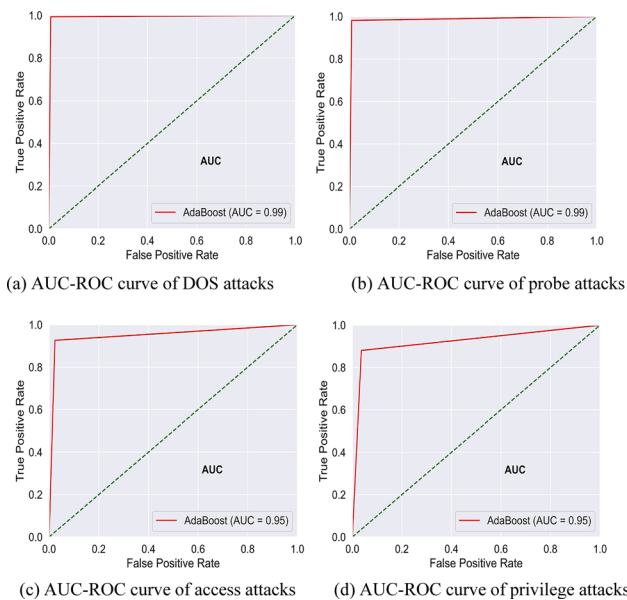 1.0
0.8
0.6
0.4
0.2
0.0
True Positive Rate
AUC
AdaBoost (AUC = 0.99)
0.0 0.2 0.4 0.6 0.8 1.0
False Positive Rate
(a) AUC-ROC curve of DOS attacks
1.0
0.8
0.6
0.4
0.2
0.0
True Positive Rate
AUC
AdaBoost (AUC = 0.99)
0.0 0.2 0.4 0.6 0.8 1.0
False Positive Rate
(b) AUC-ROC curve of probe attacks
1.0
0.8
0.6
0.4
0.2
0.0
True Positive Rate
AUC
AdaBoost (AUC = 0.95)
0.0 0.2 0.4 0.6 0.8 1.0
False Positive Rate
(c) AUC-ROC curve of access attacks
1.0
0.8
0.6
0.4
0.2
0.0
True Positive Rate
AUC
AdaBoost (AUC = 0.95)
0.0 0.2 0.4 0.6 0.8 1.0
False Positive Rate
(d) AUC-ROC curve of privilege attacks